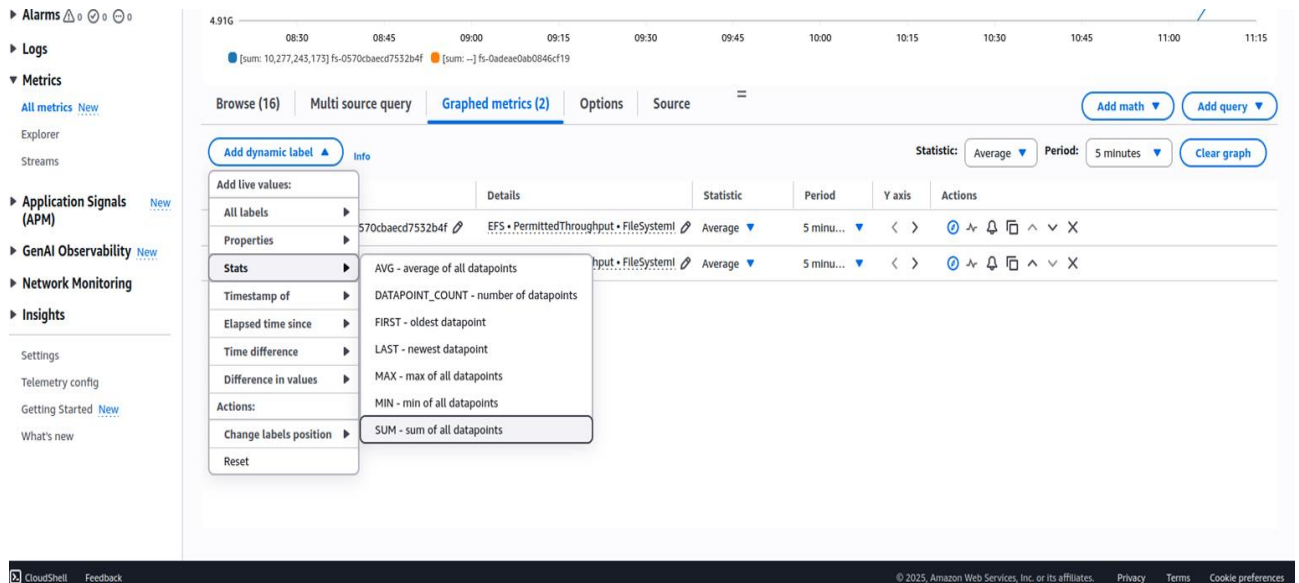 Alarms 0 0 0
Logs
Metrics
All metrics New
Explorer
Streams
Application Signals (APM) New
GenAI Observability New
Network Monitoring
Insights
Settings
Telemetry config
Getting Started New
What's new
4.91G
08:30 08:45 09:00 09:15 09:30 09:45 10:00 10:15 10:30 10:45 11:00 11:15
[sum: 10,277,243,173] fs-0570cbaecd7532b4f [sum: --] fs-0adeae0ab0846cf19
Browse (16) Multi source query Graphed metrics (2) Options Source Add math Add query
Add dynamic label Info Statistic: Average Period: 5 minutes Clear graph
Details Statistic Period Y axis Actions
570cbaecd7532b4f EFS • PermittedThroughput • FileSystemI Average 5 minu...
hput • FileSystemI Average 5 minu...
Add live values:
All labels
Properties
Stats
Timestamp of
Elapsed time since
Time difference
Difference in values
Actions:
Change labels position
Reset
AVG - average of all datapoints
DATAPOINT_COUNT - number of datapoints
FIRST - oldest datapoint
LAST - newest datapoint
MAX - max of all datapoints
MIN - min of all datapoints
SUM - sum of all datapoints
CloudShell Feedback © 2025, Amazon Web Services, Inc. or its affiliates. Privacy Terms Cookie preferences